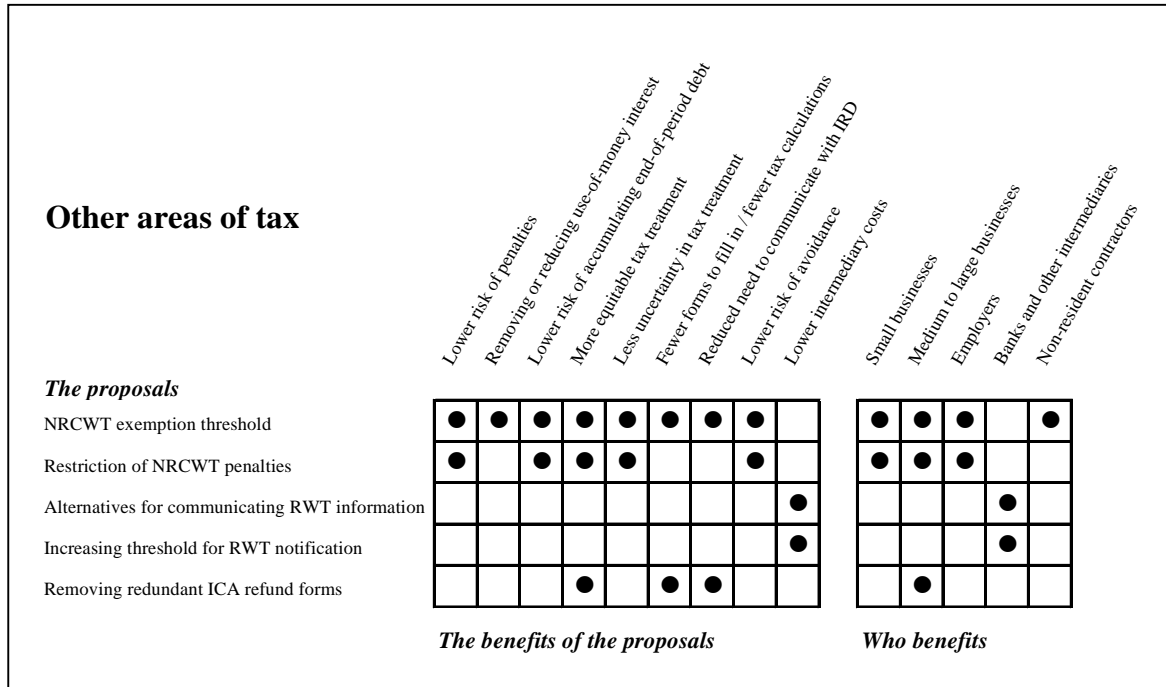 Other areas of tax
Lower risk of penalties
Removing or reducing use-of-money interest
Lower risk of accumulating end-of-period debt
More equitable tax treatment
Less uncertainty in tax treatment
Fewer forms to fill in / fewer tax calculations
Reduced need to communicate with IRD
Lower risk of avoidance
Lower intermediary costs
Small businesses
Medium to large businesses
Employers
Banks and other intermediaries
Non-resident contractors
The proposals
NRCWT exemption threshold
Restriction of NRCWT penalties
Alternatives for communicating RWT information
Increasing threshold for RWT notification
Removing redundant ICA refund forms
The benefits of the proposals
Who benefits